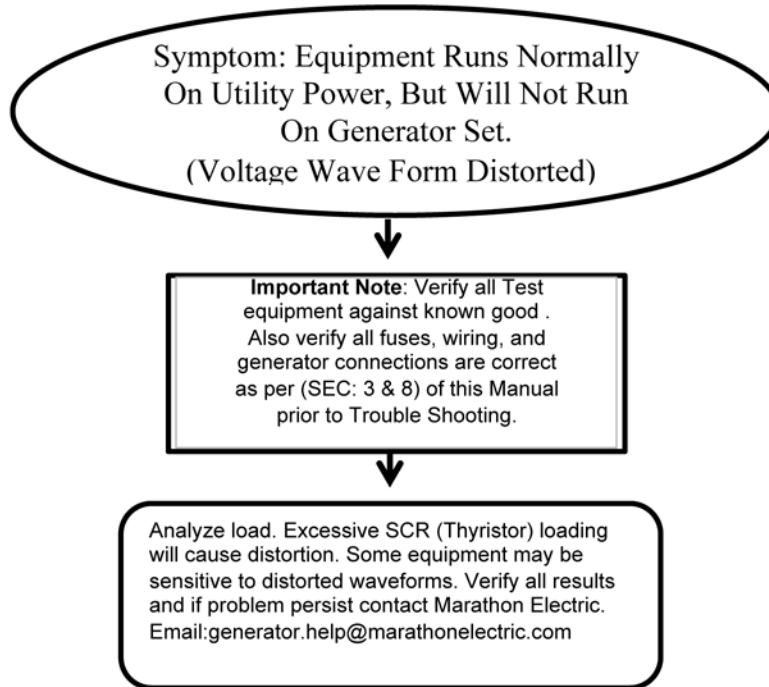 Symptom: Equipment Runs Normally
On Utility Power, But Will Not Run
On Generator Set.
(Voltage Wave Form Distorted)
Important Note: Verify all Test
equipment against known good .
Also verify all fuses, wiring, and
generator connections are correct
as per (SEC: 3 & 8) of this Manual
prior to Trouble Shooting.
Analyze load. Excessive SCR (Thyristor) loading
will cause distortion. Some equipment may be
sensitive to distorted waveforms. Verify all results
and if problem persist contact Marathon Electric.
Email:generator.help@marathonelectric.com